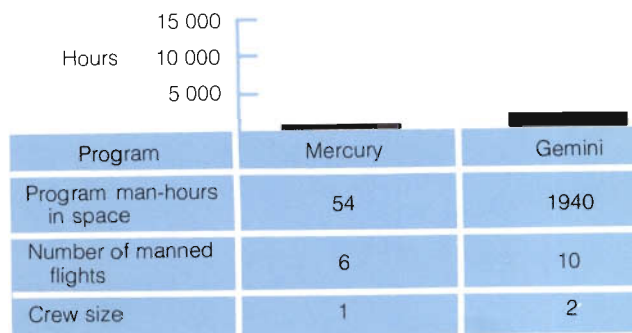 15 000
Hours 10 000
5 000
Program Mercury Gemini
Program man-hours
in space 54 1940
Number of manned
flights 6 10
Crew size 1 2